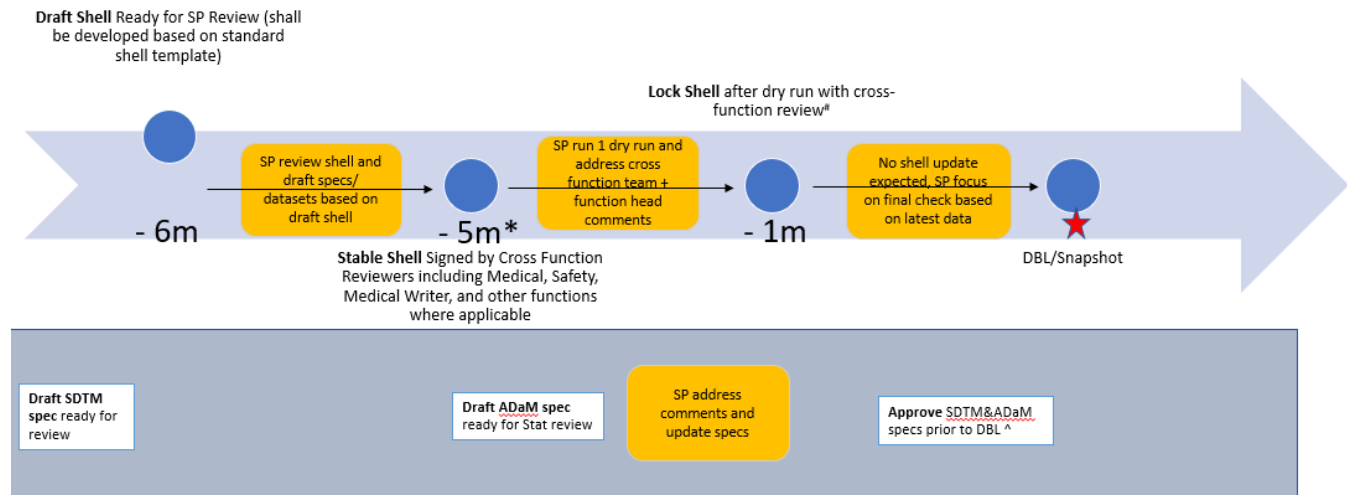 Draft Shell Ready for SP Review (shall
be developed based on standard
shell template)
Lock Shell after dry run with cross-
function review#
SP review shell and
draft specs/
datasets based on
draft shell
SP run 1 dry run and
address cross
function team +
function head
comments
No shell update
expected, SP focus
on final check based
on latest data
- 6m
- 5m*
- 1m
Stable Shell Signed by Cross Function
Reviewers including Medical, Safety,
Medical Writer, and other functions
where applicable
DBL/Snapshot
Draft SDTM
spec ready for
review
Draft ADaM spec
ready for Stat review
SP address
comments and
update specs
Approve SDTM&ADaM
specs prior to DBL ^